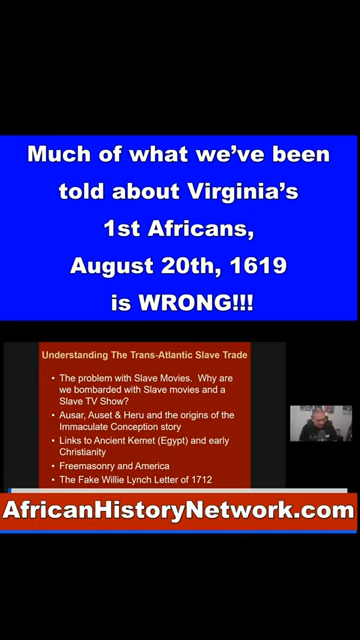 Much of what we've been
told about Virginia's
1st Africans,
August 20th, 1619
is WRONG!!!
Understanding The Trans-Atlantic Slave Trade
• The problem with Slave Movies. Why are
we bombarded with Slave movies and a
Slave TV Show?
• Ausar, Auset & Heru and the origins of the
Immaculate Conception story
• Links to Ancient Kemet (Egypt) and early
Christianity
• Freemasonry and America
• The Fake Willie Lynch Letter of 1712
AfricanHistoryNetwork.com